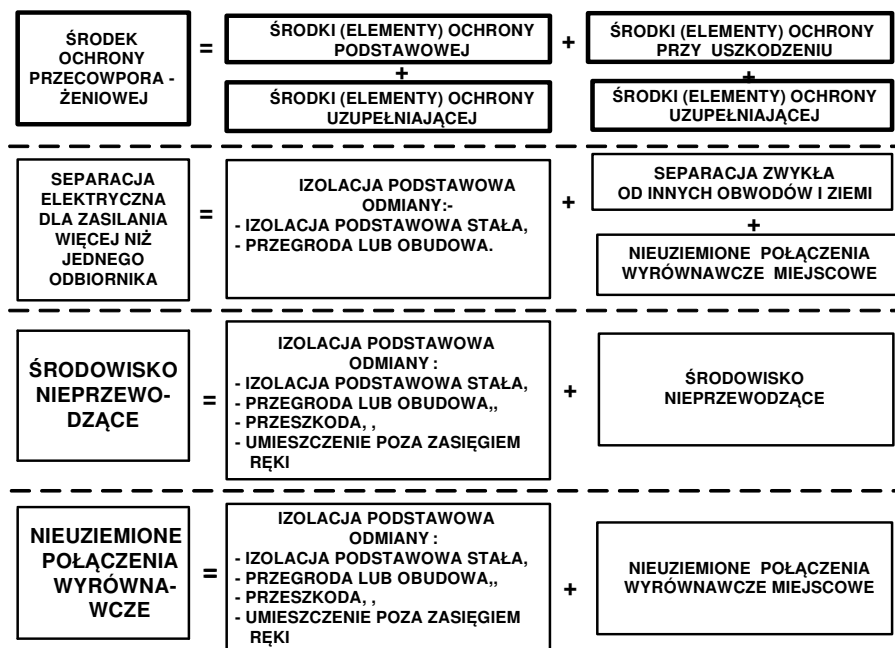 ŚRODEK
OCHRONY
PRZECOWPORA -
ŻENIOWEJ
=
ŚRODKI (ELEMENTY) OCHRONY
PODSTAWOWEJ
+
ŚRODKI (ELEMENTY) OCHRONY
UZUPEŁNIAJĄCEJ
+
ŚRODKI (ELEMENTY) OCHRONY
PRZY USZKODZENIU
+
ŚRODKI (ELEMENTY) OCHRONY
UZUPEŁNIAJĄCEJ
SEPARACJA
ELEKTRYCZNA
DLA ZASILANIA
WIĘCEJ NIŻ
JEDNEGO
ODBIORNIKA
=
IZOLACJA PODSTAWOWA
ODMIANY:-
- IZOLACJA PODSTAWOWA STAŁA,
- PRZEGRODA LUB OBUDOWA.
+
SEPARACJA ZWYKŁA
OD INNYCH OBWODÓW I ZIEMI
+
NIEUZIEMIONE POŁĄCZENIA
WYRÓWNAWCZE MIEJSCOWE
ŚRODOWISKO
NIEPRZEWO-
DZĄCE
=
IZOLACJA PODSTAWOWA
ODMIANY :
- IZOLACJA PODSTAWOWA STAŁA,
- PRZEGRODA LUB OBUDOWA,,
- PRZESZKODA, ,
- UMIESZCZENIE POZA ZASIĘGIEM
RĘKI
+
ŚRODOWISKO
NIEPRZEWODZĄCE
NIEUZIEMIONE
POŁĄCZENIA
WYRÓWNA-
WCZE
=
IZOLACJA PODSTAWOWA
ODMIANY :
- IZOLACJA PODSTAWOWA STAŁA,
- PRZEGRODA LUB OBUDOWA,,
- PRZESZKODA, ,
- UMIESZCZENIE POZA ZASIĘGIEM
RĘKI
+
NIEUZIEMIONE POŁĄCZENIA
WYRÓWNAWCZE MIEJSCOWE